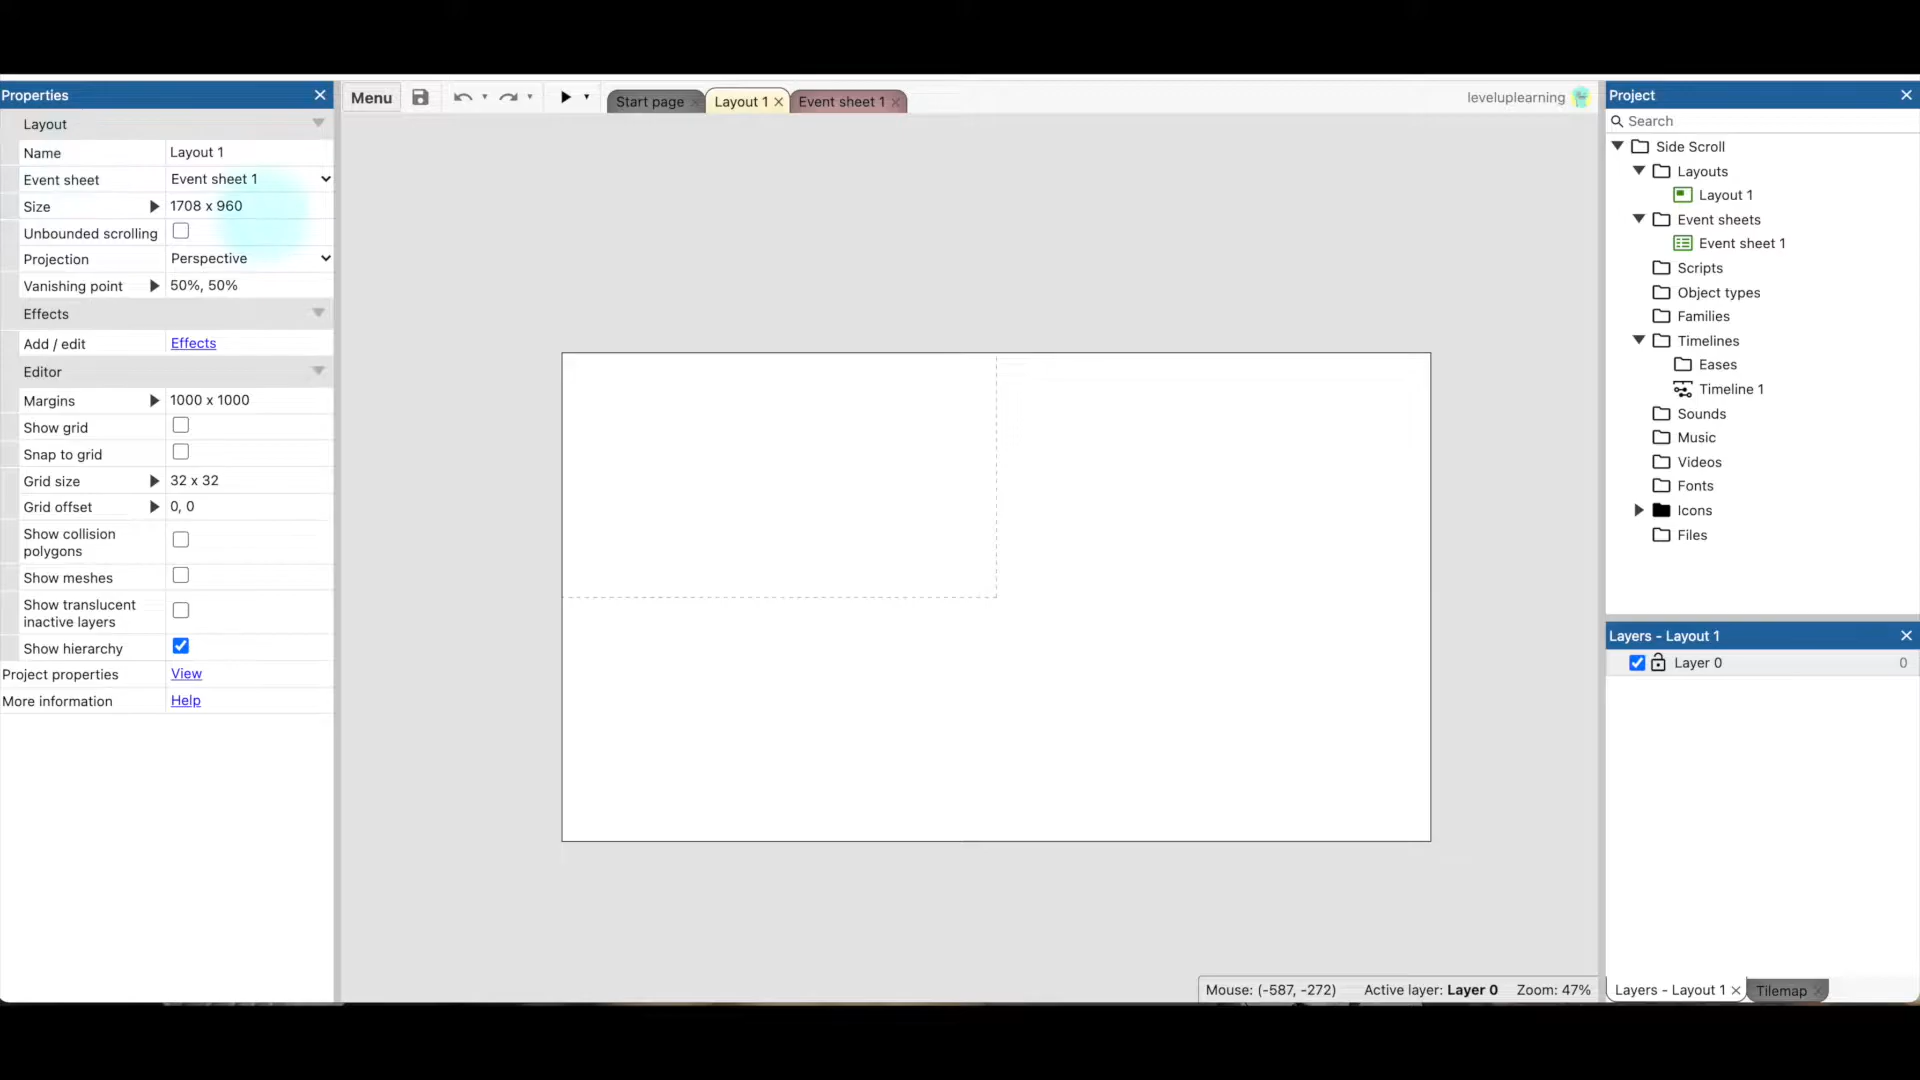 Properties
Layout
Name Layout 1
Event sheet Event sheet 1
Size 1708 x 960
Unbounded scrolling
Projection Perspective
Vanishing point 50%, 50%
Effects
Add / edit Effects
Editor
Margins 1000 x 1000
Show grid
Snap to grid
Grid size 32 x 32
Grid offset 0, 0
Show collision
polygons
Show meshes
Show translucent
inactive layers
Show hierarchy
Project properties View
More information Help
Menu
Start page
Layout 1
Event sheet 1
leveluplearning
Mouse: (-587, -272) Active layer: Layer 0 Zoom: 47%
Project
Search
Side Scroll
Layouts
Layout 1
Event sheets
Event sheet 1
Scripts
Object types
Families
Timelines
Eases
Timeline 1
Sounds
Music
Videos
Fonts
Icons
Files
Layers - Layout 1
Layer 0 0
Layers - Layout 1
Tilemap